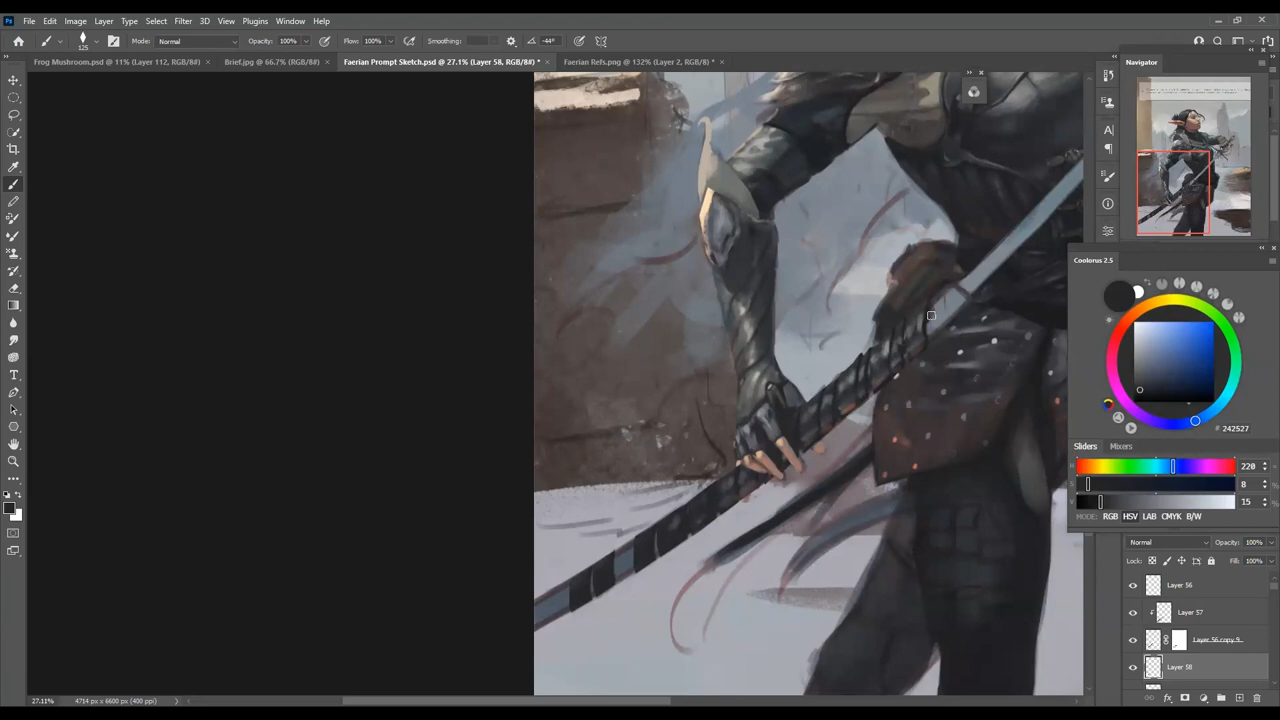 Ps File Edit Image Layer Type Select Filter 3D View Plugins Window Help
125 Mode: Normal Opacity: 100% Flow: 100% Smoothing: -44°
Frog Mushroom.psd @ 11% (Layer 112, RGB/8#) × Brief.jpg @ 66.7% (RGB/8#) × Faerian Prompt Sketch.psd @ 27.1% (Layer 58, RGB/8#) * × Faerian Refs.png @ 132% (Layer 2, RGB/8#) * ×
Navigator
Coolorus 2.5
# 242527
Sliders Mixers
H 220
S 8 %
V 15 %
MODE: RGB HSV LAB CMYK B/W
Normal Opacity: 100%
Lock: Fill: 100%
Layer 56
Layer 57
Layer 56 copy 9...
Layer 58
27.11% 4714 px x 6600 px (400 ppi)
fx